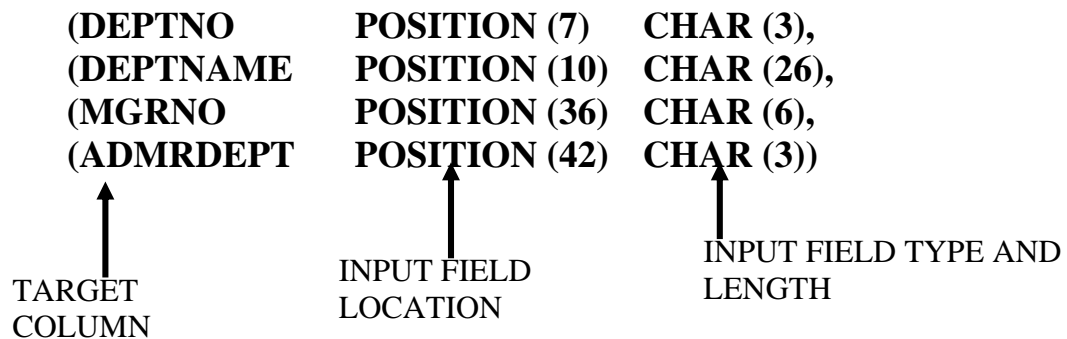 (DEPTNO POSITION (7) CHAR (3),
(DEPTNAME POSITION (10) CHAR (26),
(MGRNO POSITION (36) CHAR (6),
(ADMRDEPT POSITION (42) CHAR (3))
TARGET
COLUMN
INPUT FIELD
LOCATION
INPUT FIELD TYPE AND
LENGTH